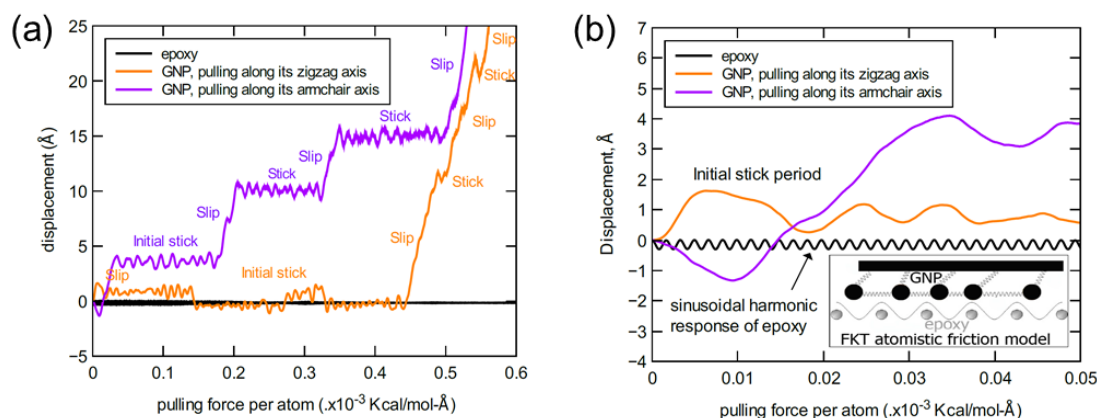 (a)
epoxy
GNP, pulling along its zigzag axis
GNP, pulling along its armchair axis
displacement (Å)
25
20
15
10
5
0
−5
0
0.1
0.2
0.3
0.4
0.5
0.6
pulling force per atom (.x10⁻³ Kcal/mol-Å)
Slip
Initial stick
Slip
Stick
Slip
Stick
Slip
Initial stick
Slip
Stick
Slip
Stick
Slip
(b)
epoxy
GNP, pulling along its zigzag axis
GNP, pulling along its armchair axis
Displacement, Å
7
6
5
4
3
2
1
0
−1
−2
−3
−4
0
0.01
0.02
0.03
0.04
0.05
pulling force per atom (.x10⁻³ Kcal/mol-Å)
Initial stick period
sinusoidal harmonic
response of epoxy
GNP
epoxy
FKT atomistic friction model